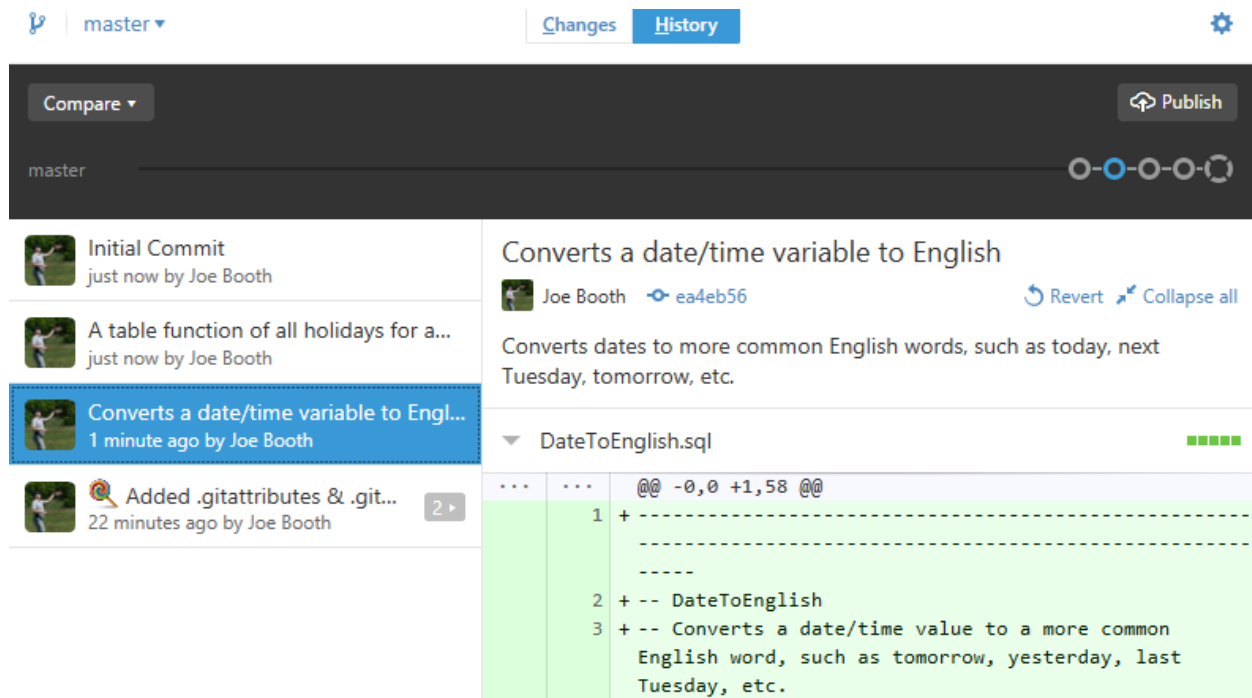 master
Changes
History
Compare
Publish
master
Initial Commit
just now by Joe Booth
A table function of all holidays for a...
just now by Joe Booth
Converts a date/time variable to Engl...
1 minute ago by Joe Booth
Added .gitattributes & .git...
2
22 minutes ago by Joe Booth
Converts a date/time variable to English
Joe Booth ea4eb56
Revert Collapse all
Converts dates to more common English words, such as today, next
Tuesday, tomorrow, etc.
DateToEnglish.sql
... ... @@ -0,0 +1,58 @@
1 + -----------------------------------------------------
-----------------------------------------------------
-----
2 + -- DateToEnglish
3 + -- Converts a date/time value to a more common
English word, such as tomorrow, yesterday, last
Tuesday, etc.